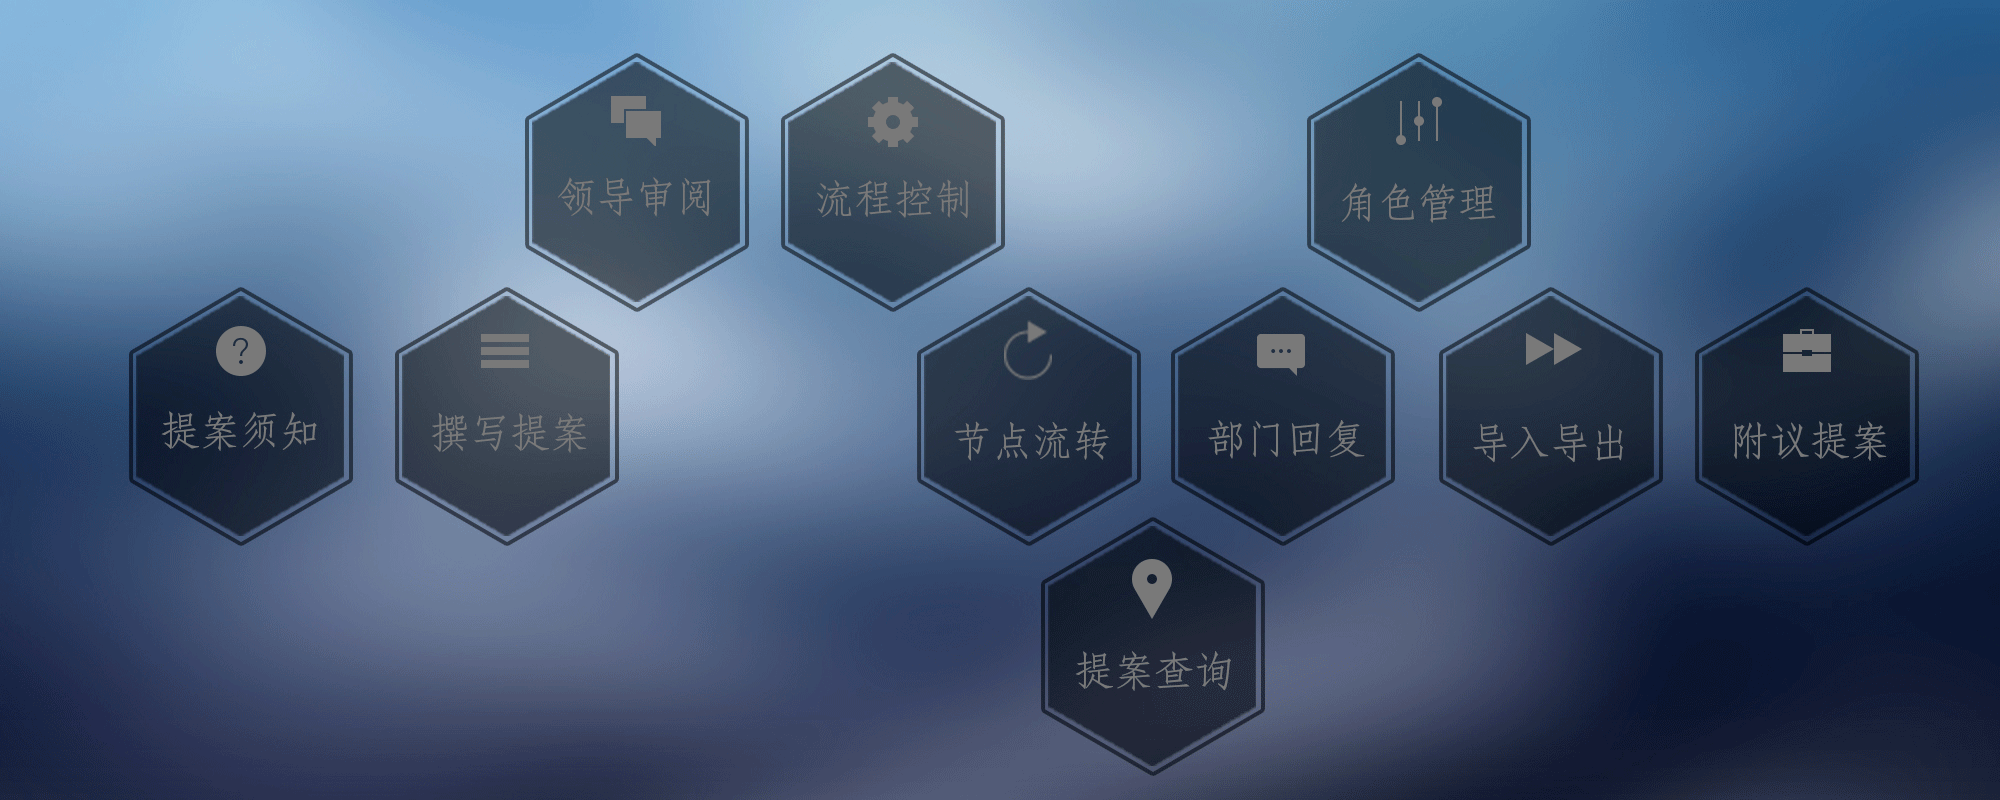 领导审阅
流程控制
角色管理
提案须知
撰写提案
节点流转
部门回复
导入导出
附议提案
提案查询